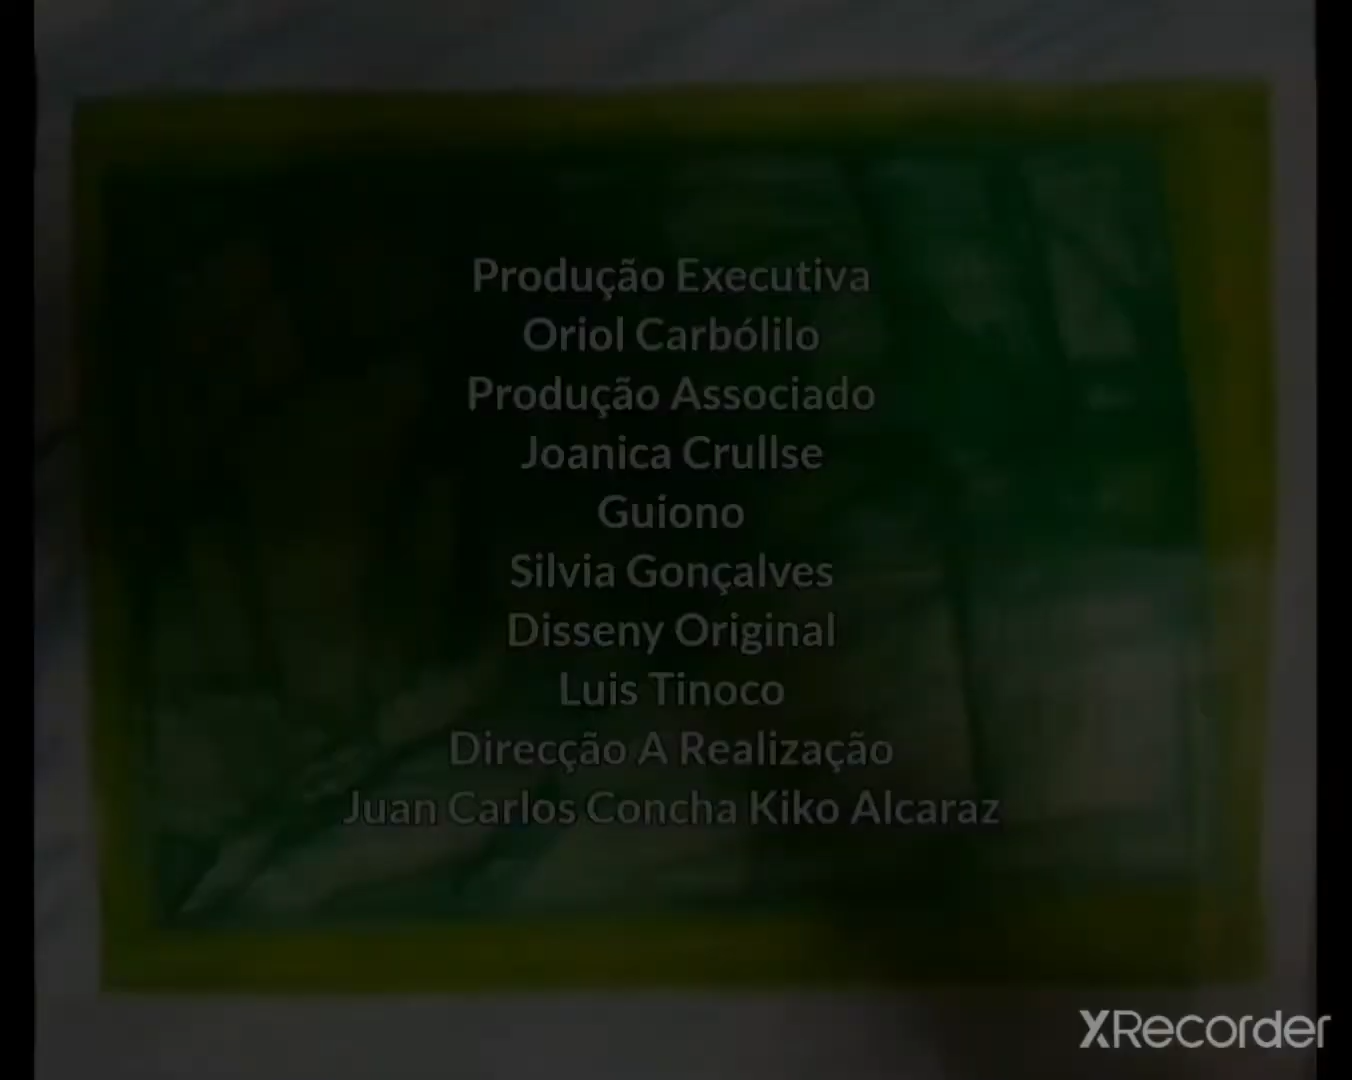 Produção Executiva
Oriol Carbólilo
Produção Associado
Joanica Crullse
Guiono
Silvia Gonçalves
Disseny Original
Luis Tinoco
Direcção A Realização
Juan Carlos Concha Kiko Alcaraz
XRecorder